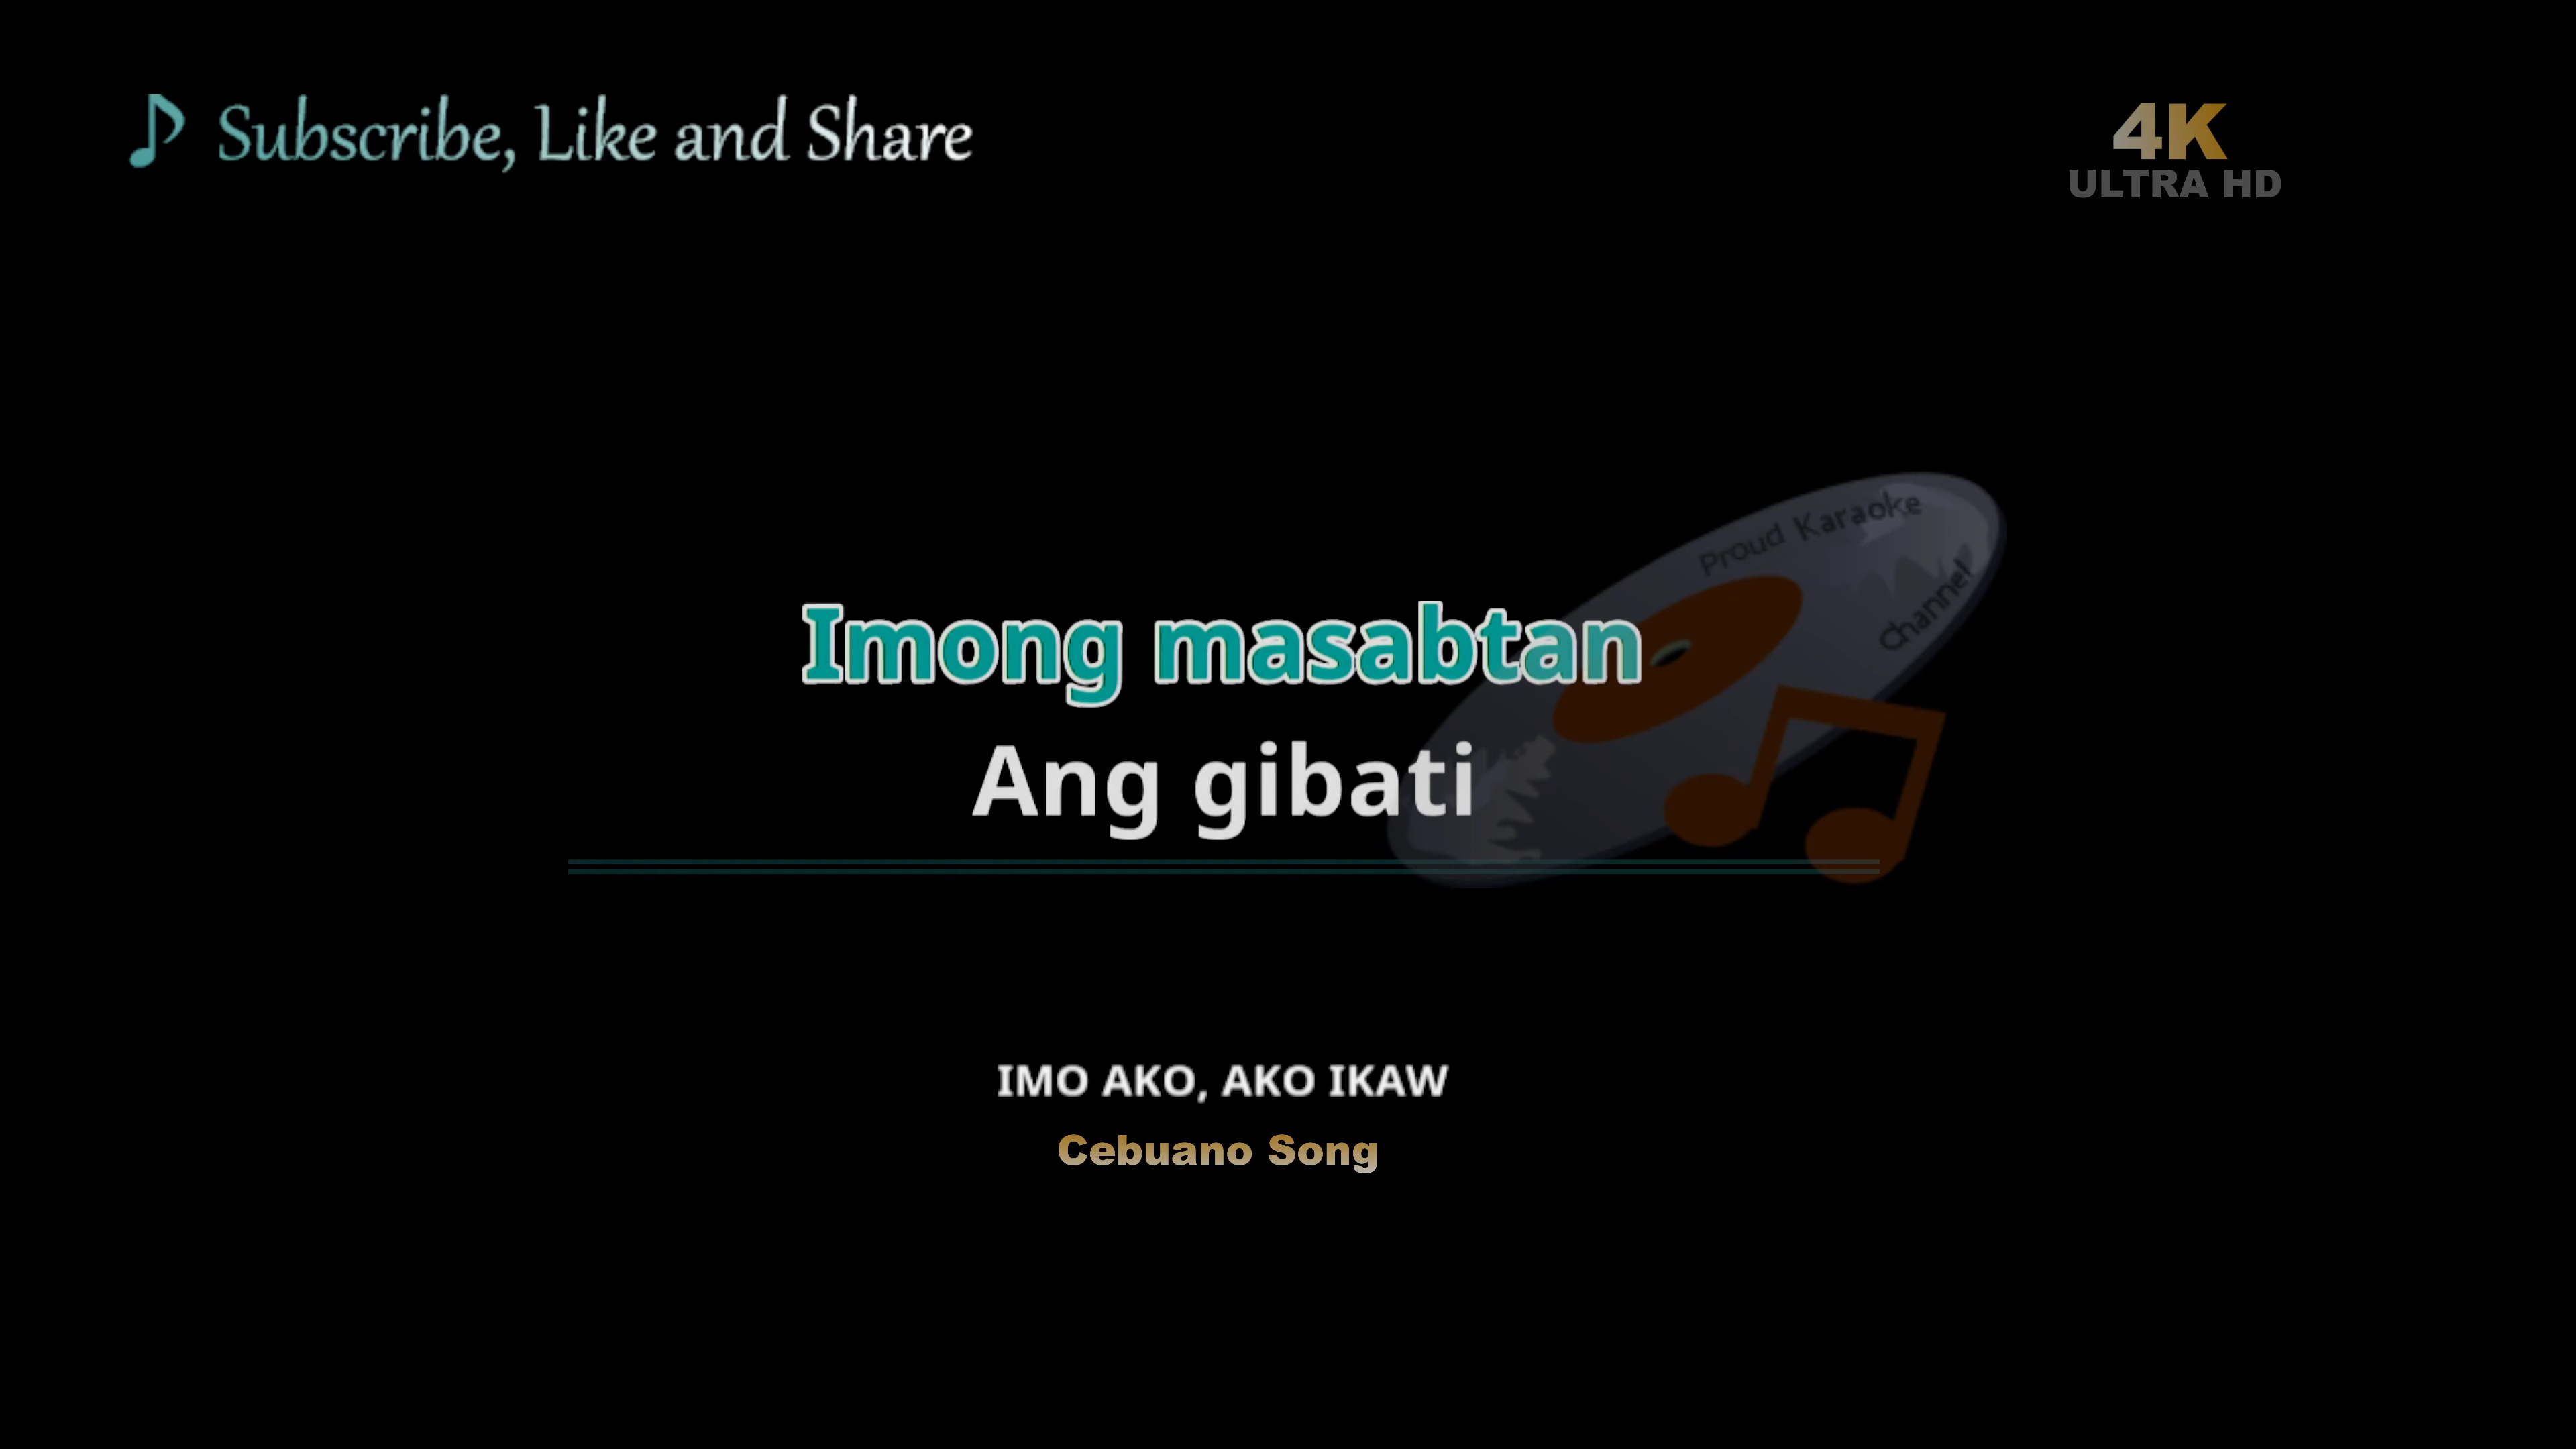 ♪ Subscribe, Like and Share
4K
ULTRA HD
Proud Karaoke
channel
Imong masabtan
Ang gibati
IMO AKO, AKO IKAW
Cebuano Song